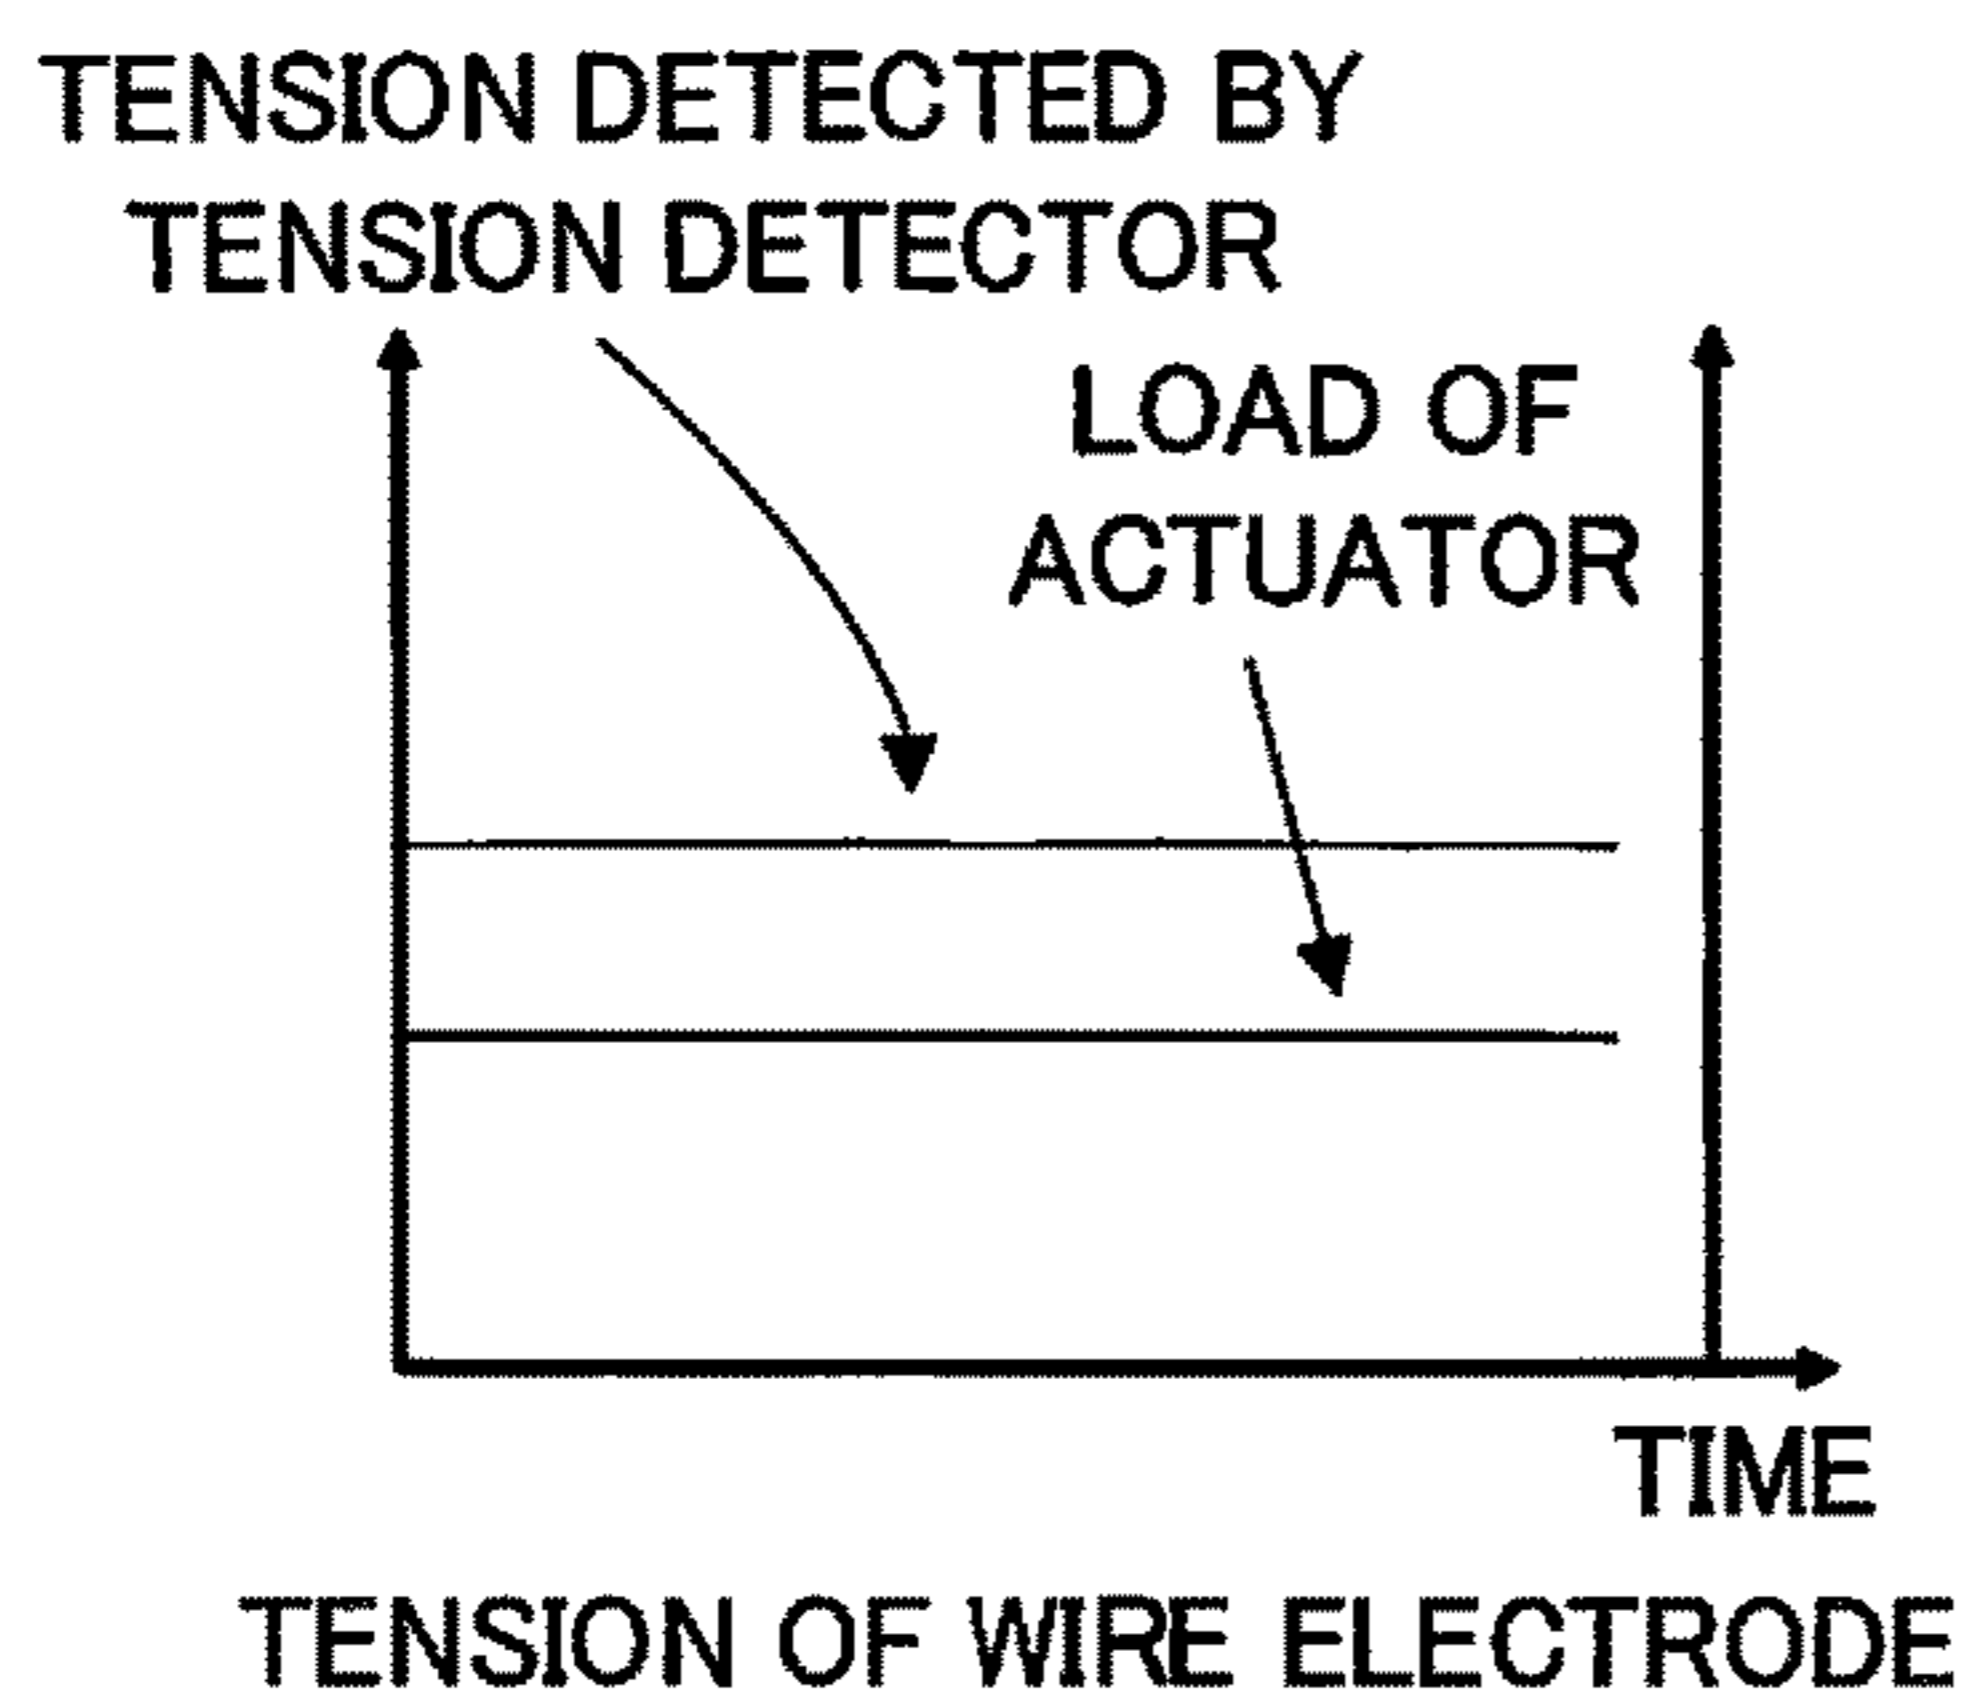 TENSION DETECTED BY
TENSION DETECTOR
LOAD OF
ACTUATOR
TIME
TENSION OF WIRE ELECTRODE